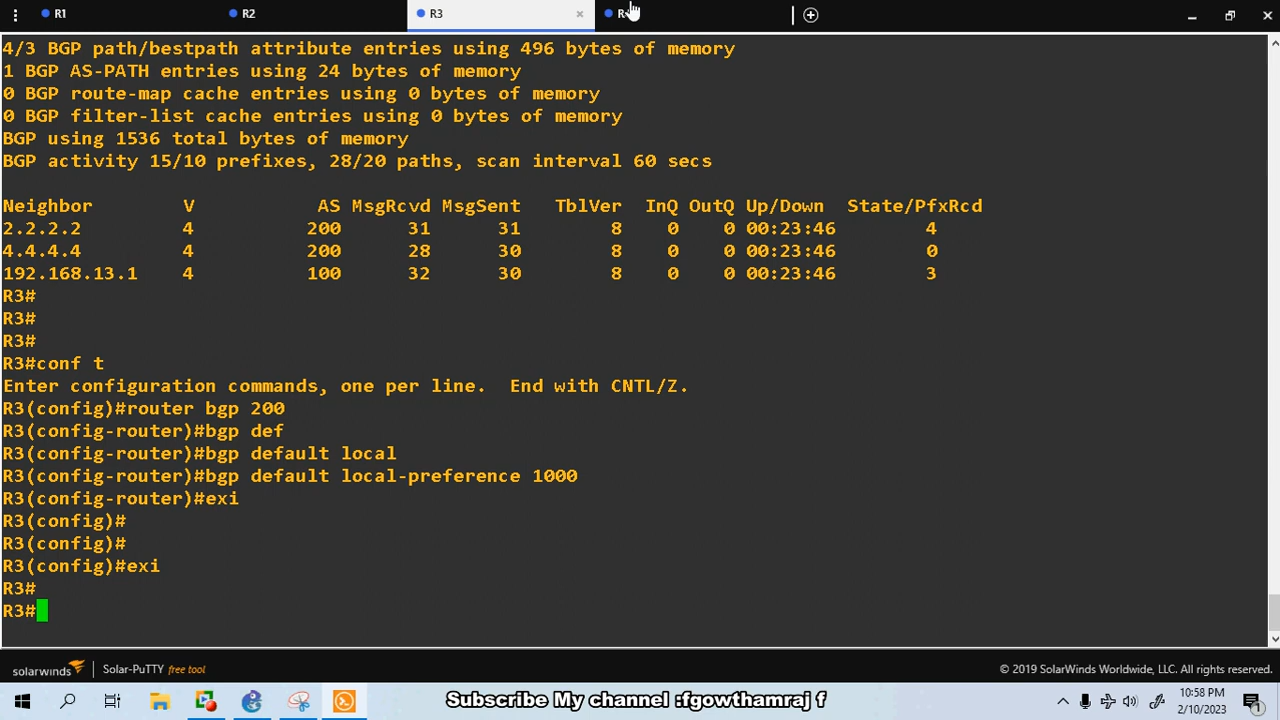 R1
R2
R3
4/3 BGP path/bestpath attribute entries using 496 bytes of memory
1 BGP AS-PATH entries using 24 bytes of memory
0 BGP route-map cache entries using 0 bytes of memory
0 BGP filter-list cache entries using 0 bytes of memory
BGP using 1536 total bytes of memory
BGP activity 15/10 prefixes, 28/20 paths, scan interval 60 secs
Neighbor V AS MsgRcvd MsgSent TblVer InQ OutQ Up/Down State/PfxRcd
2.2.2.2 4 200 31 31 8 0 0 00:23:46 4
4.4.4.4 4 200 28 30 8 0 0 00:23:46 0
192.168.13.1 4 100 32 30 8 0 0 00:23:46 3
R3#
R3#
R3#
R3#conf t
Enter configuration commands, one per line. End with CNTL/Z.
R3(config)#router bgp 200
R3(config-router)#bgp def
R3(config-router)#bgp default local
R3(config-router)#bgp default local-preference 1000
R3(config-router)#exi
R3(config)#
R3(config)#
R3(config)#exi
R3#
R3#
solarwinds Solar-PuTTY free tool © 2019 SolarWinds Worldwide, LLC. All rights reserved.
Subscribe My channel :fgowthamraj f
10:58 PM
2/10/2023
1